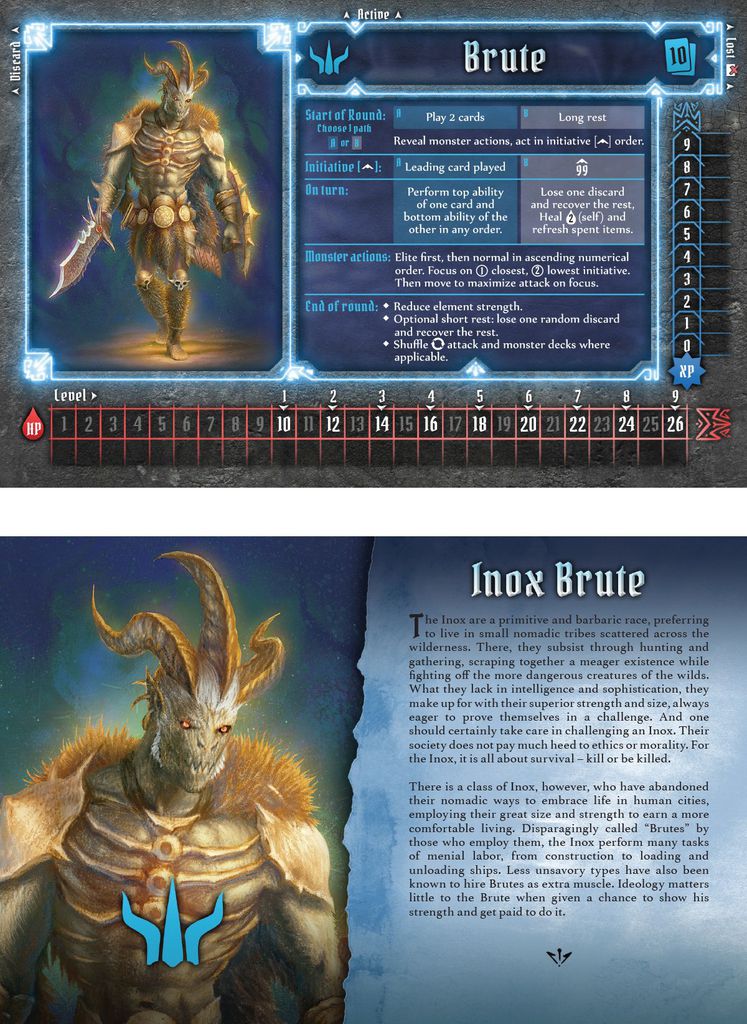 Active
Discard
Lost
Brute
10
Start of Round:
Choose 1 path
A or B
A Play 2 cards
B Long rest
Reveal monster actions, act in initiative [ ] order.
Initiative [ ]:
A Leading card played
B 99
On turn:
Perform top ability
of one card and
bottom ability of the
other in any order.
Lose one discard
and recover the rest,
Heal 2 (self) and
refresh spent items.
Monster actions: Elite first, then normal in ascending numerical
order. Focus on ① closest, ② lowest initiative.
Then move to maximize attack on focus.
End of round: ◆ Reduce element strength.
◆ Optional short rest: lose one random discard
and recover the rest.
◆ Shuffle attack and monster decks where
applicable.
9
8
7
6
5
4
3
2
1
0
XP
Level 1 2 3 4 5 6 7 8 9
HP 1 2 3 4 5 6 7 8 9 10 11 12 13 14 15 16 17 18 19 20 21 22 23 24 25 26
Inox Brute
The Inox are a primitive and barbaric race, preferring
to live in small nomadic tribes scattered across the
wilderness. There, they subsist through hunting and
gathering, scraping together a meager existence while
fighting off the more dangerous creatures of the wilds.
What they lack in intelligence and sophistication, they
make up for with their superior strength and size, always
eager to prove themselves in a challenge. And one
should certainly take care in challenging an Inox. Their
society does not pay much heed to ethics or morality. For
the Inox, it is all about survival – kill or be killed.
There is a class of Inox, however, who have abandoned
their nomadic ways to embrace life in human cities,
employing their great size and strength to earn a more
comfortable living. Disparagingly called “Brutes” by
those who employ them, the Inox perform many tasks
of menial labor, from construction to loading and
unloading ships. Less unsavory types have also been
known to hire Brutes as extra muscle. Ideology matters
little to the Brute when given a chance to show his
strength and get paid to do it.